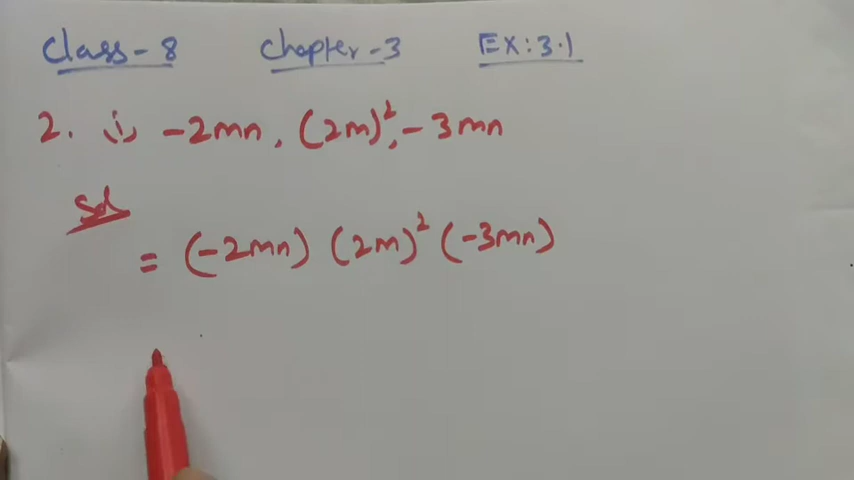 Class-8 Chapter-3 EX:3.1
2. i) -2mn, (2m)², -3mn
Sol
= (-2mn) (2m)² (-3mn)